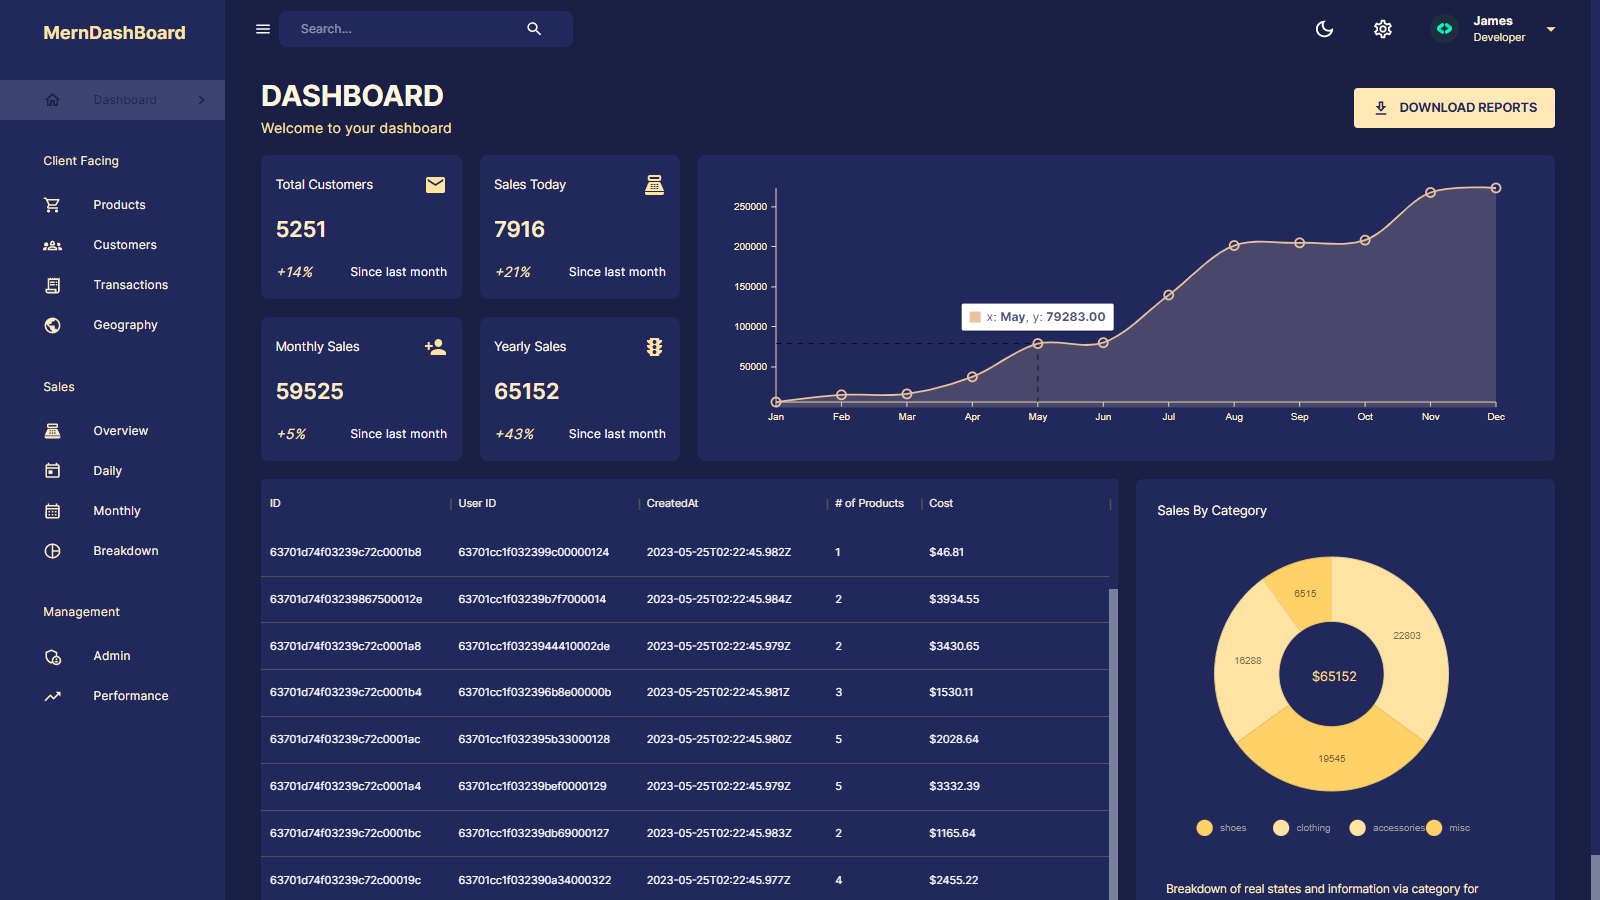 MernDashBoard
Search...
James
Developer
Dashboard
Client Facing
Products
Customers
Transactions
Geography
Sales
Overview
Daily
Monthly
Breakdown
Management
Admin
Performance
DASHBOARD
Welcome to your dashboard
DOWNLOAD REPORTS
Total Customers
5251
+14% Since last month
Sales Today
7916
+21% Since last month
Monthly Sales
59525
+5% Since last month
Yearly Sales
65152
+43% Since last month
250000
200000
150000
100000
50000
x: May, y: 79283.00
Jan Feb Mar Apr May Jun Jul Aug Sep Oct Nov Dec
ID User ID CreatedAt # of Products Cost
63701d74f03239c72c0001b8 63701cc1f032399c00000124 2023-05-25T02:22:45.982Z 1 $46.81
63701d74f03239867500012e 63701cc1f03239b7f7000014 2023-05-25T02:22:45.984Z 2 $3934.55
63701d74f03239c72c0001a8 63701cc1f0323944410002de 2023-05-25T02:22:45.979Z 2 $3430.65
63701d74f03239c72c0001b4 63701cc1f032396b8e00000b 2023-05-25T02:22:45.981Z 3 $1530.11
63701d74f03239c72c0001ac 63701cc1f032395b33000128 2023-05-25T02:22:45.980Z 5 $2028.64
63701d74f03239c72c0001a4 63701cc1f03239bef0000129 2023-05-25T02:22:45.979Z 5 $3332.39
63701d74f03239c72c0001bc 63701cc1f03239db69000127 2023-05-25T02:22:45.983Z 2 $1165.64
63701d74f03239c72c00019c 63701cc1f032390a34000322 2023-05-25T02:22:45.977Z 4 $2455.22
Sales By Category
6515
22803
16288
$65152
19545
shoes clothing accessories misc
Breakdown of real states and information via category for